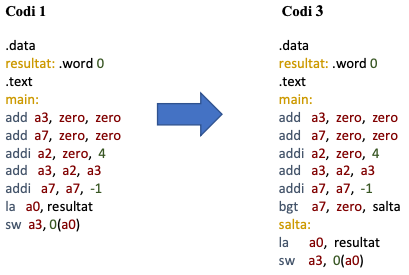 Codi 1
.data
resultat: .word 0
.text
main:
add a3, zero, zero
add a7, zero, zero
addi a2, zero, 4
add a3, a2, a3
addi a7, a7, -1
la a0, resultat
sw a3, 0(a0)
Codi 3
.data
resultat: .word 0
.text
main:
add a3, zero, zero
add a7, zero, zero
addi a2, zero, 4
add a3, a2, a3
addi a7, a7, -1
bgt a7, zero, salta
salta:
la a0, resultat
sw a3, 0(a0)